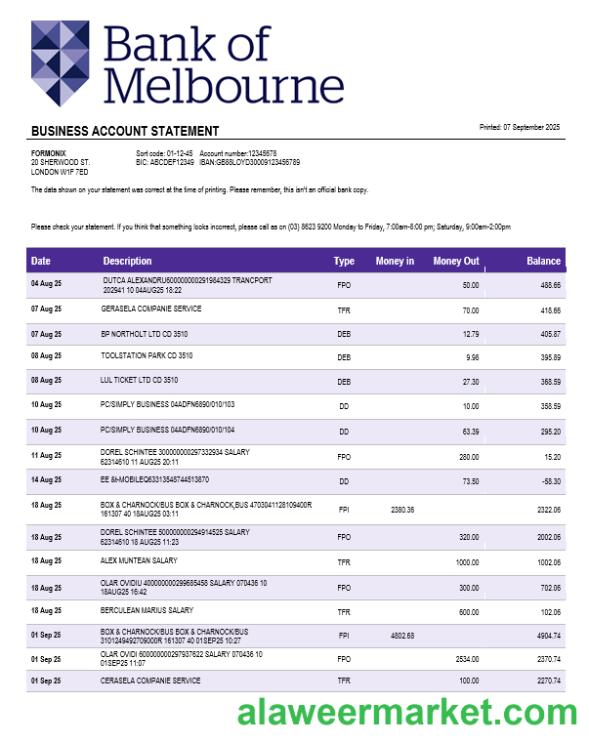 Bank of
Melbourne
BUSINESS ACCOUNT STATEMENT
Printed: 07 September 2025
FORMONIX
20 SHERWOOD ST.
LONDON W1F 7ED
Sort code: 01-12-45 Account number:12345678
BIC: ABCDEF12349 IBAN:GB88LOYD30009123456789
The data shown on your statement was correct at the time of printing. Please remember, this isn't an official bank copy.
Please check your statement. If you think that something looks incorrect, please call as on (03) 8623 9200 Monday to Friday, 7:00am-8:00 pm; Saturday, 9:00am-2:00pm
Date Description Type Money in Money Out Balance
04 Aug 25 DUTCA ALEXANDRU600000000291984329 TRANCPORT FPO 50.00 488.66
202941 10 04AUG25 18:22
07 Aug 25 GERASELA COMPANIE SERVICE TFR 70.00 418.66
07 Aug 25 BP NORTHOLT LTD CD 3510 DEB 12.79 405.87
08 Aug 25 TOOLSTATION PARK CD 3510 DEB 9.98 395.89
08 Aug 25 LUL TICKET LTD CD 3510 DEB 27.30 368.59
10 Aug 25 PC/SIMPLY BUSINESS 04ADFN6890/010/103 DD 10.00 358.59
10 Aug 25 PC/SIMPLY BUSINESS 04ADFN6890/010/104 DD 63.39 295.20
11 Aug 25 DOREL SCHINTEE 300000000297332934 SALARY FPO 280.00 15.20
62314610 11 AUG25 20:11
14 Aug 25 EE &t-MOBILEQ63313545744513870 DD 73.50 -58.30
18 Aug 25 BOX & CHARNOCK/BUS BOX & CHARNOCK,BUS 4703041128109400R FPI 2380.36 2322.06
161307 40 18AUG25 03:11
18 Aug 25 DOREL SCHINTEE 500000000294914525 SALARY FPO 320.00 2002.06
62314610 18 AUG25 11:23
18 Aug 25 ALEX MUNTEAN SALARY TFR 1000.00 1002.06
18 Aug 25 OLAR OVIDIU 400000000299685458 SALARY 070436 10 FPO 300.00 702.06
18AUG25 16:42
18 Aug 25 BERCULEAN MARIUS SALARY TFR 600.00 102.06
01 Sep 25 BOX & CHARNOCK/BUS BOX & CHARNOCK/BUS FPI 4802.68 4904.74
3101249492709000R 161307 40 01SEP25 10:27
01 Sep 25 OLAR OVIDI 600000000297937622 SALARY 070436 10 FPO 2534.00 2370.74
01SEP25 11:07
01 Sep 25 CERASELA COMPANIE SERVICE TFR 100.00 2270.74
alaweermarket.com